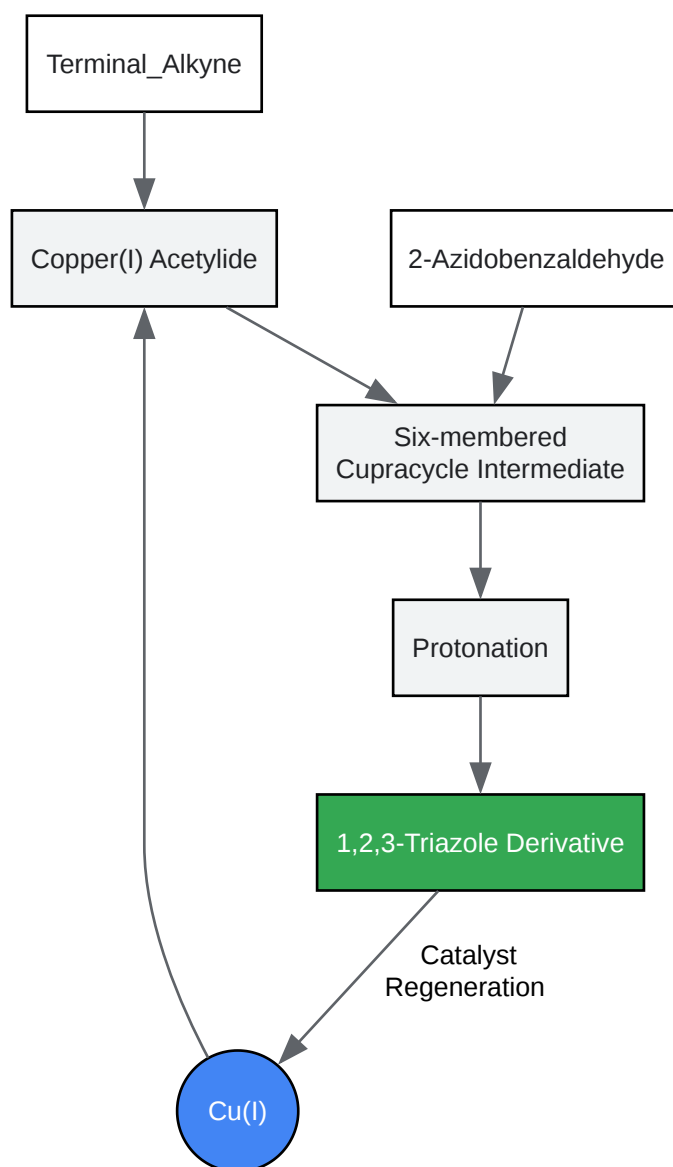 Terminal_Alkyne
Copper(I) Acetylide
2-Azidobenzaldehyde
Six-membered
Cupracycle Intermediate
Protonation
1,2,3-Triazole Derivative
Catalyst
Regeneration
Cu(I)